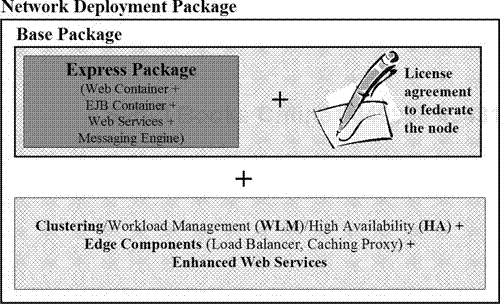 Network Deployment Package
Base Package
Express Package
(Web Container +
EJB Container +
Web Services +
Messaging Engine)
+
License
agreement
to federate
the node
+
Clustering/Workload Management (WLM)/High Availability (HA) +
Edge Components (Load Balancer, Caching Proxy) +
Enhanced Web Services